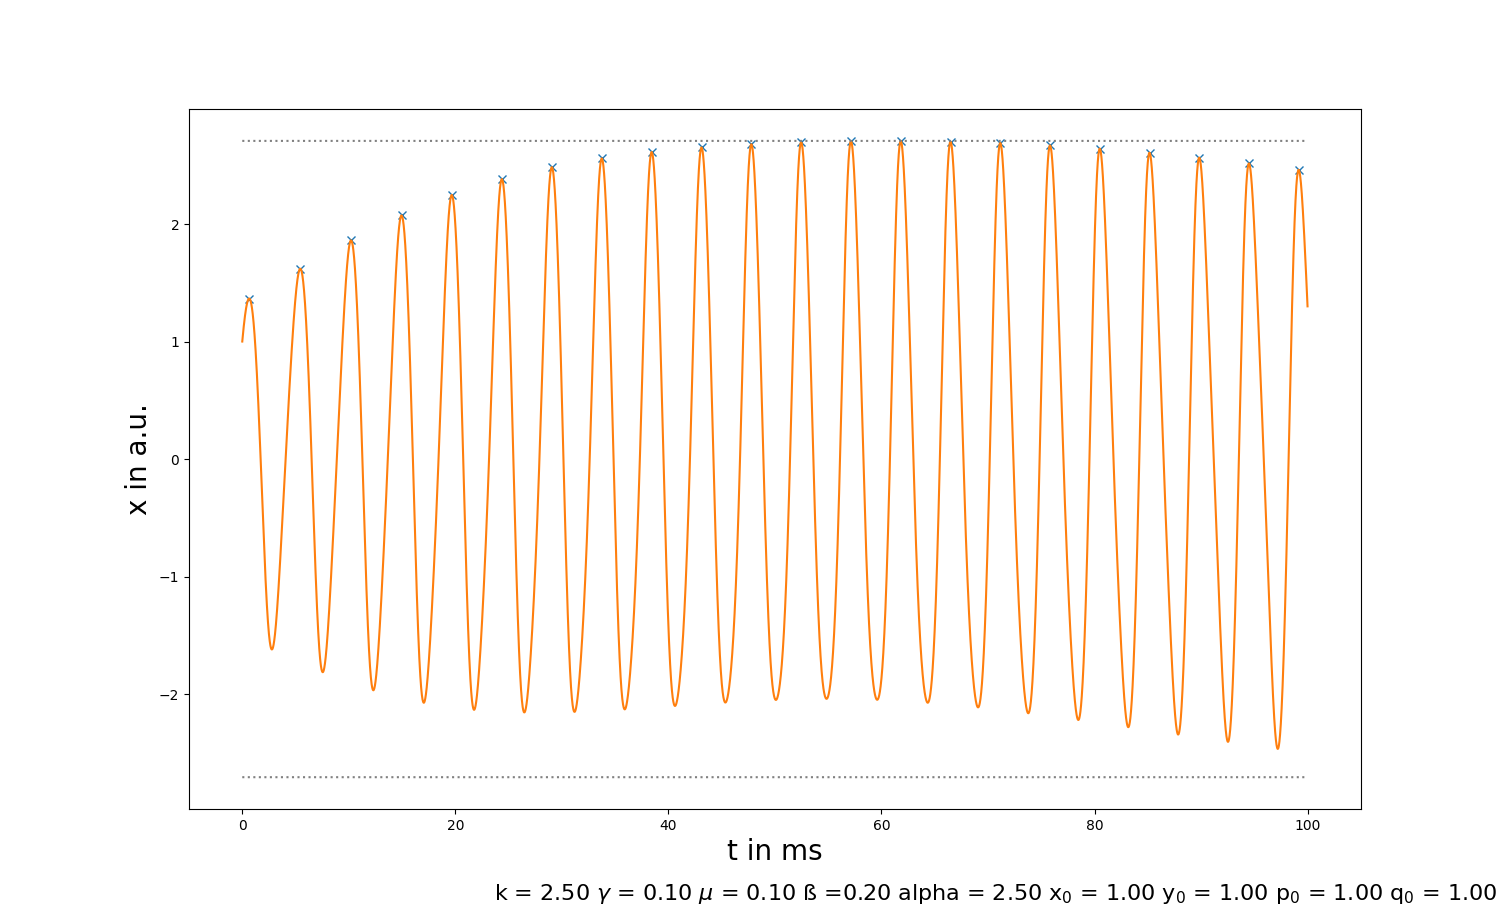 2
1
0
−1
−2
x in a.u.
0 20 40 60 80 100
t in ms
k = 2.50 γ = 0.10 μ = 0.10 ß =0.20 alpha = 2.50 x₀ = 1.00 y₀ = 1.00 p₀ = 1.00 q₀ = 1.00